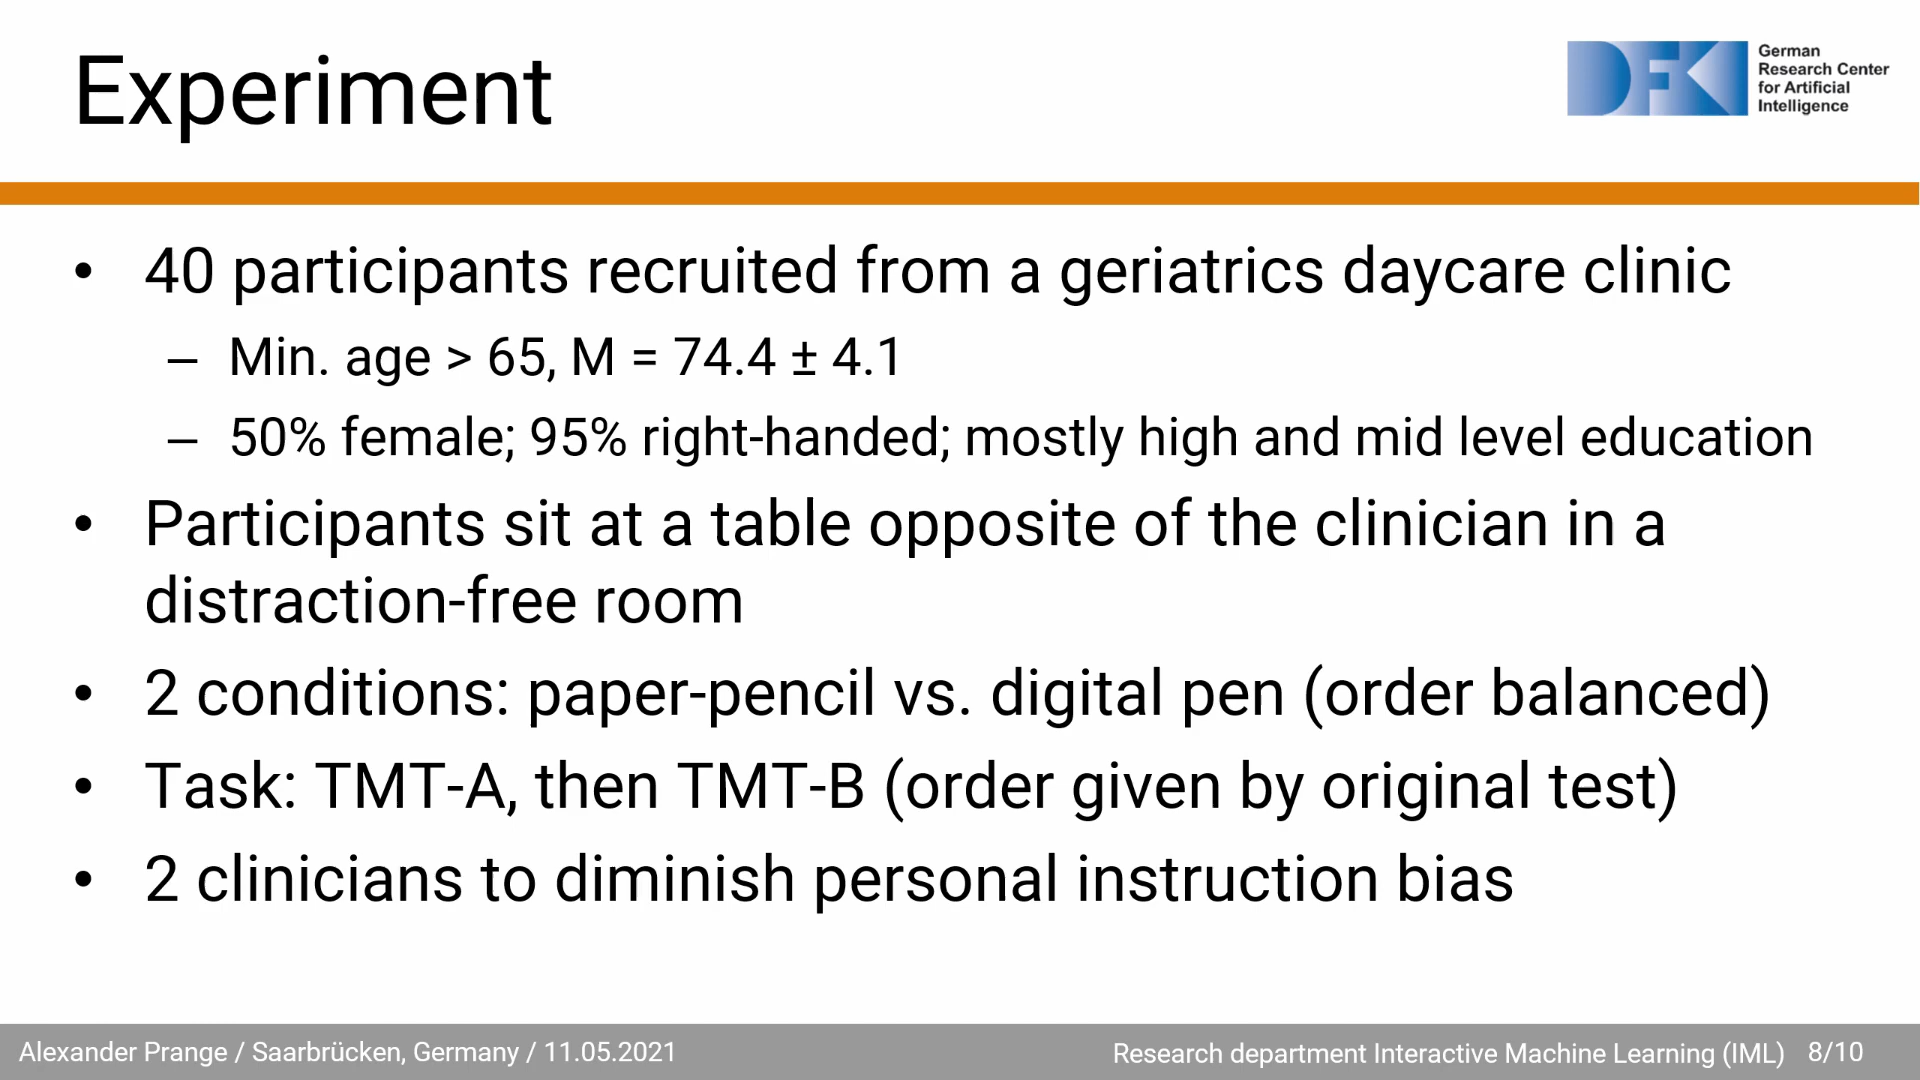 Experiment
DFKI
German
Research Center
for Artificial
Intelligence
• 40 participants recruited from a geriatrics daycare clinic
– Min. age > 65, M = 74.4 ± 4.1
– 50% female; 95% right-handed; mostly high and mid level education
• Participants sit at a table opposite of the clinician in a
distraction-free room
• 2 conditions: paper-pencil vs. digital pen (order balanced)
• Task: TMT-A, then TMT-B (order given by original test)
• 2 clinicians to diminish personal instruction bias
Alexander Prange / Saarbrücken, Germany / 11.05.2021
Research department Interactive Machine Learning (IML) 8/10